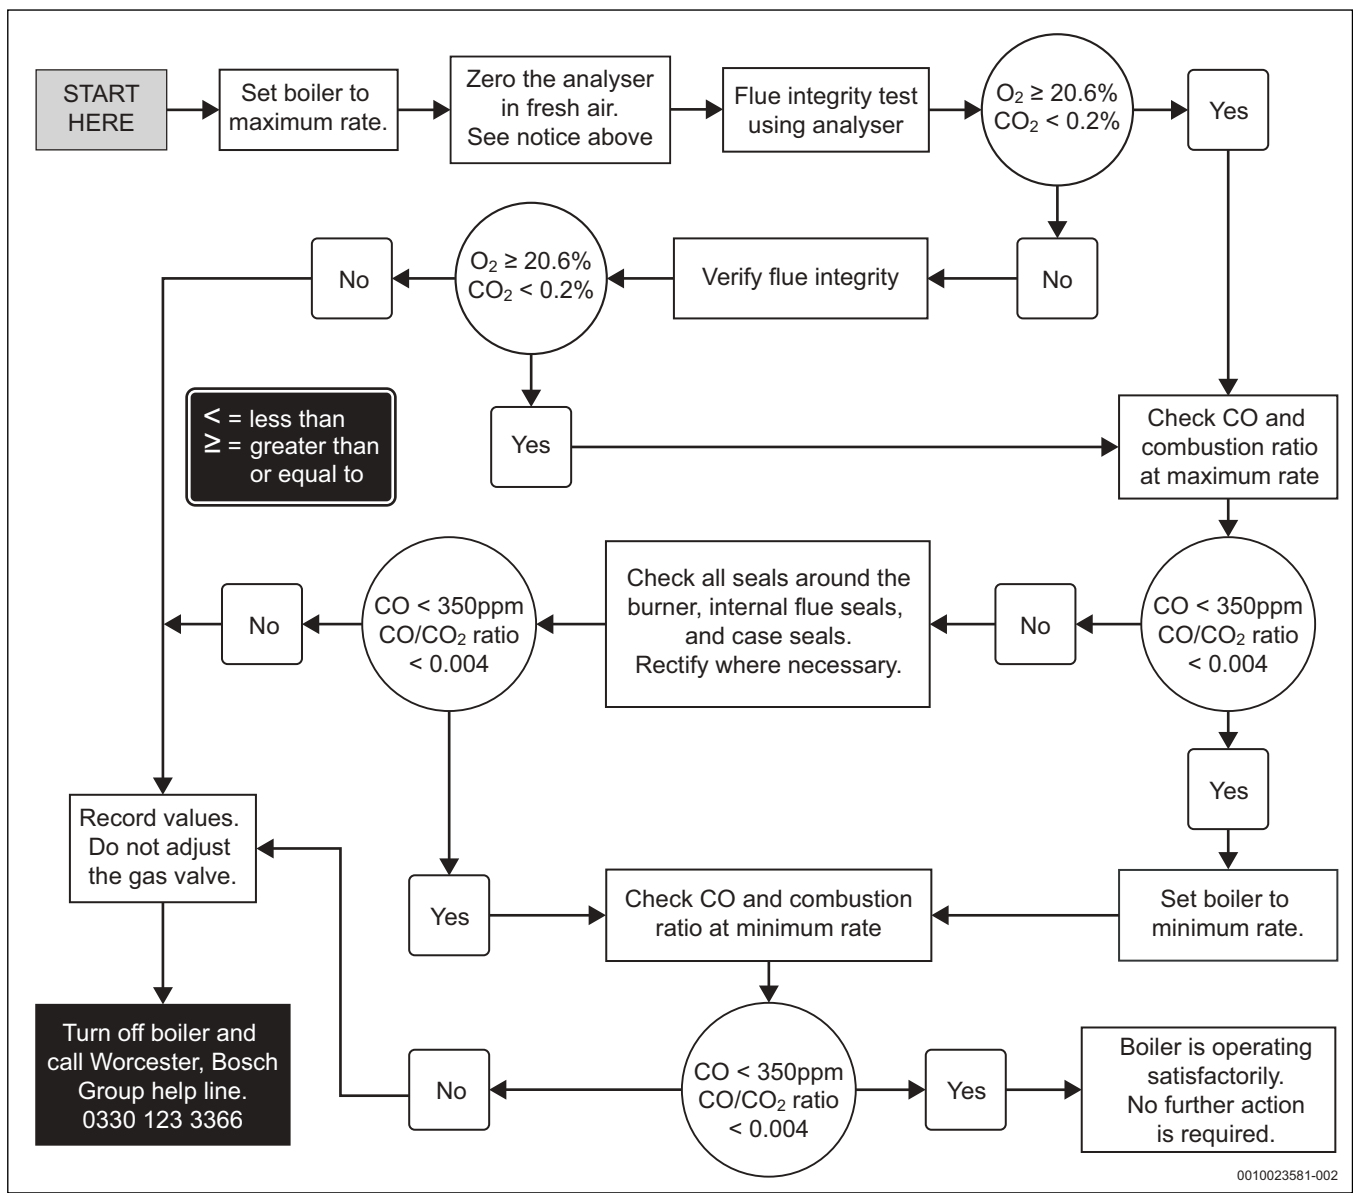 START
HERE
Set boiler to
maximum rate.
Zero the analyser
in fresh air.
See notice above
Flue integrity test
using analyser
O₂ ≥ 20.6%
CO₂ < 0.2%
Yes
No
O₂ ≥ 20.6%
CO₂ < 0.2%
Verify flue integrity
No
< = less than
≥ = greater than
or equal to
Yes
Check CO and
combustion ratio
at maximum rate
No
CO < 350ppm
CO/CO₂ ratio
< 0.004
Check all seals around the
burner, internal flue seals,
and case seals.
Rectify where necessary.
No
CO < 350ppm
CO/CO₂ ratio
< 0.004
Yes
Record values.
Do not adjust
the gas valve.
Yes
Check CO and combustion
ratio at minimum rate
Set boiler to
minimum rate.
Turn off boiler and
call Worcester, Bosch
Group help line.
0330 123 3366
No
CO < 350ppm
CO/CO₂ ratio
< 0.004
Yes
Boiler is operating
satisfactorily.
No further action
is required.
0010023581-002